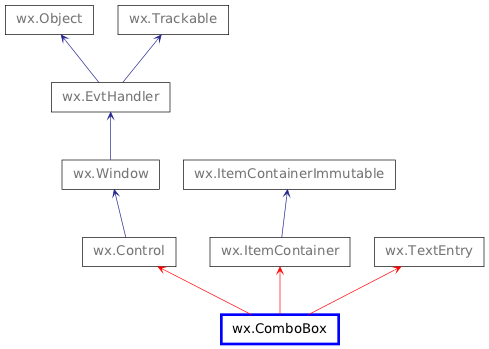 wx.Object
wx.Trackable
wx.EvtHandler
wx.Window
wx.ItemContainerImmutable
wx.Control
wx.ItemContainer
wx.TextEntry
wx.ComboBox